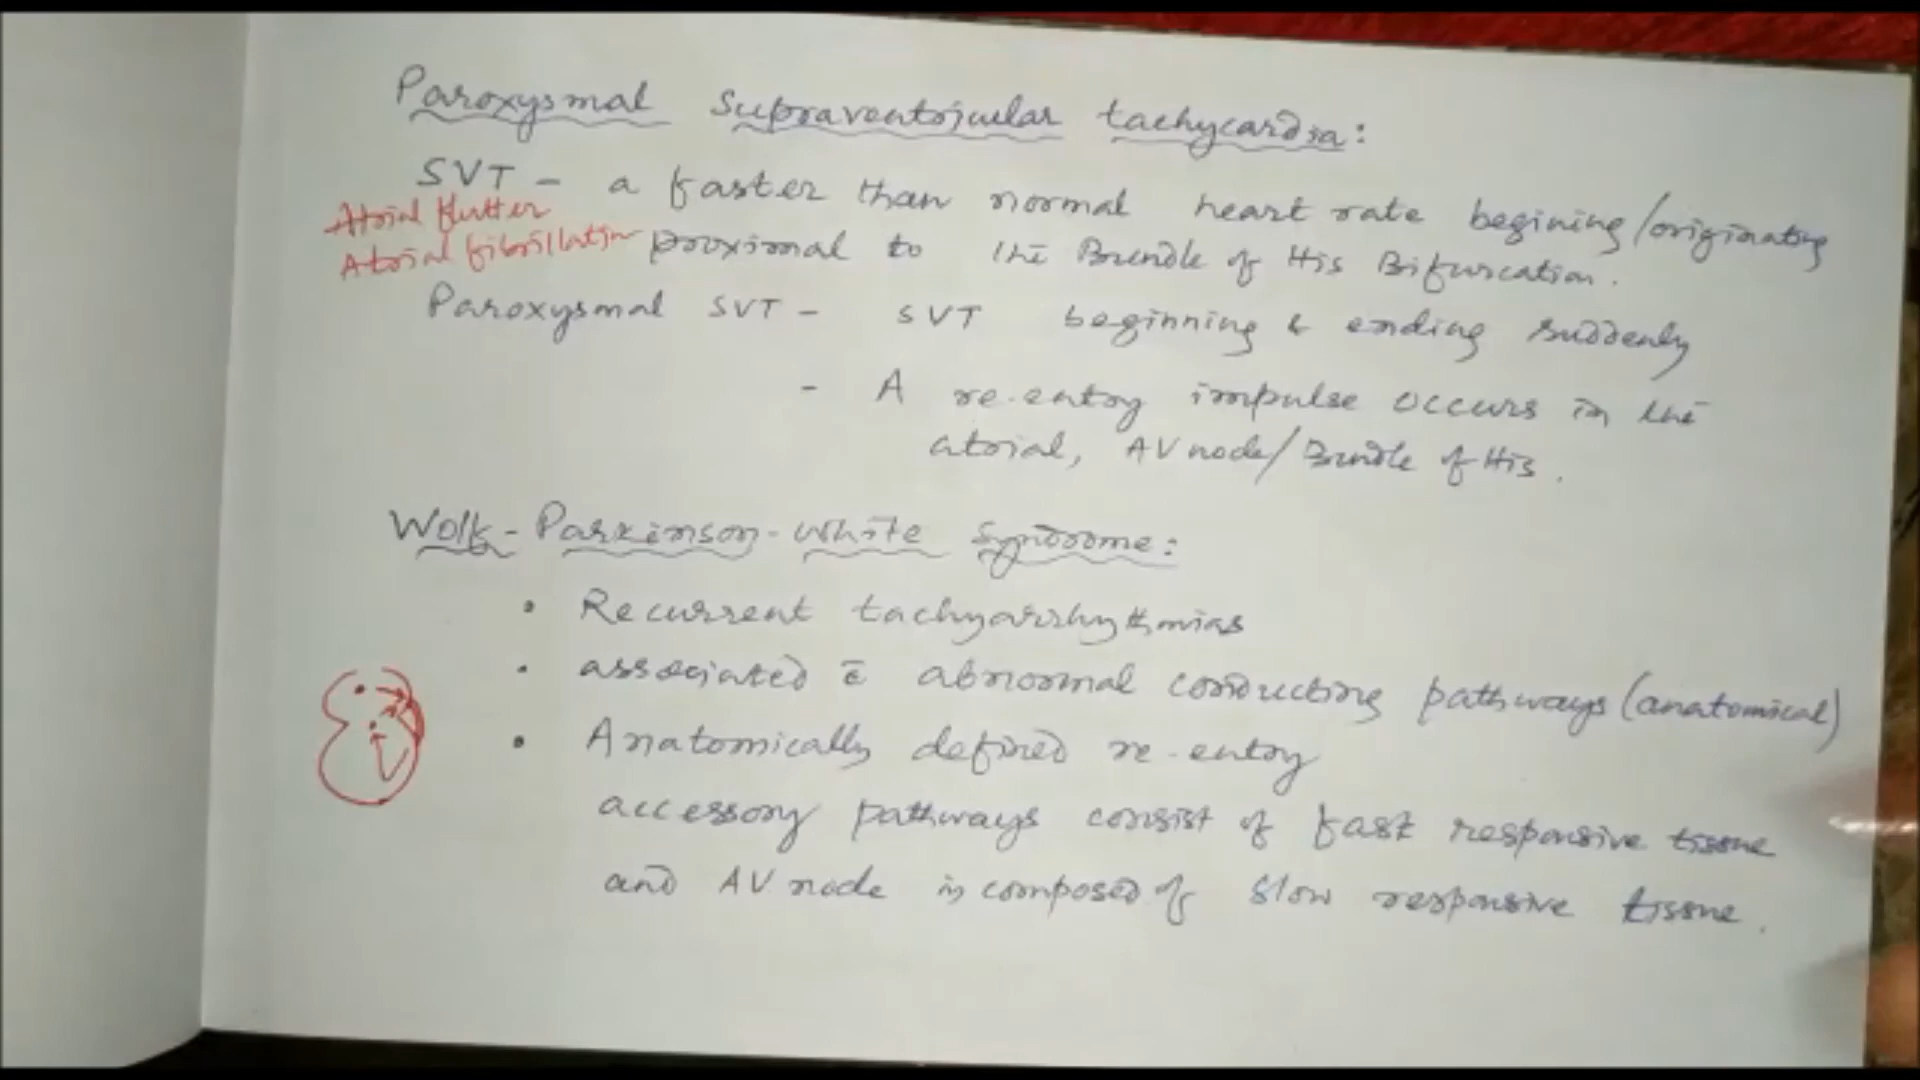 Paroxysmal Supraventricular tachycardia:
SVT - a faster than normal heart rate begining/originating
Atrial flutter
Atrial fibrillatin
proximal to the Bundle of His Bifurcation.
Paroxysmal SVT - SVT beginning & ending suddenly
- A re-entry impulse occurs in the
atrial, AV node/Bundle of His.
Wolf-Parkinson-White Syndrome:
• Recurrent tachyarrhythmias
• associated c̄ abnormal conducting pathways (anatomical)
• Anatomically defined re-entry
accessory pathways consist of fast responsive tissue
and AV node is composed of slow responsive tissue.